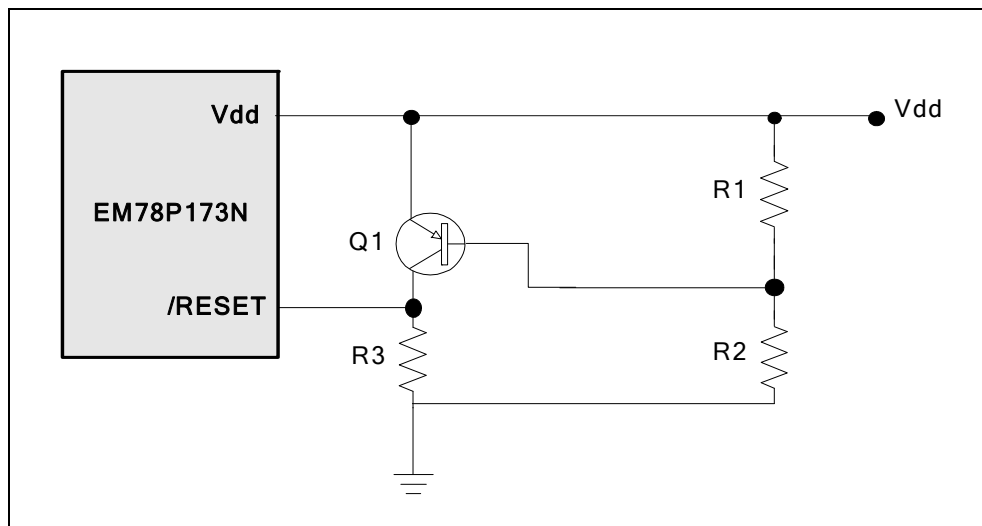 Vdd
Vdd
R1
EM78P173N
Q1
/RESET
R3
R2